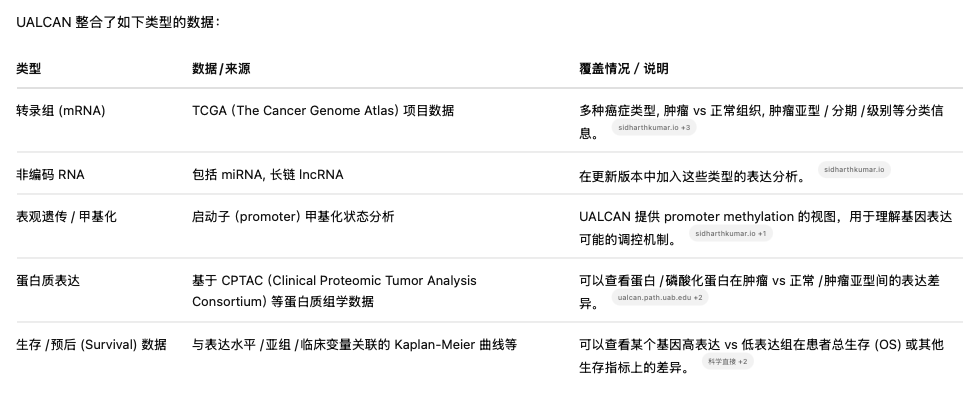 UALCAN 整合了如下类型的数据：
类型 数据/来源 覆盖情况 / 说明
转录组 (mRNA) TCGA (The Cancer Genome Atlas) 项目数据 多种癌症类型, 肿瘤 vs 正常组织, 肿瘤亚型 / 分期 /级别等分类信
息。 sidharthkumar.io +3
非编码 RNA 包括 miRNA, 长链 lncRNA 在更新版本中加入这些类型的表达分析。 sidharthkumar.io
表观遗传 / 甲基化 启动子 (promoter) 甲基化状态分析 UALCAN 提供 promoter methylation 的视图，用于理解基因表达
可能的调控机制。 sidharthkumar.io +1
蛋白质表达 基于 CPTAC (Clinical Proteomic Tumor Analysis 可以查看蛋白 /磷酸化蛋白在肿瘤 vs 正常 /肿瘤亚型间的表达差
Consortium) 等蛋白质组学数据 异。 ualcan.path.uab.edu +2
生存 /预后 (Survival) 数据 与表达水平 /亚组 /临床变量关联的 Kaplan-Meier 曲线等 可以查看某个基因高表达 vs 低表达组在患者总生存 (OS) 或其他
生存指标上的差异。 科学直接 +2